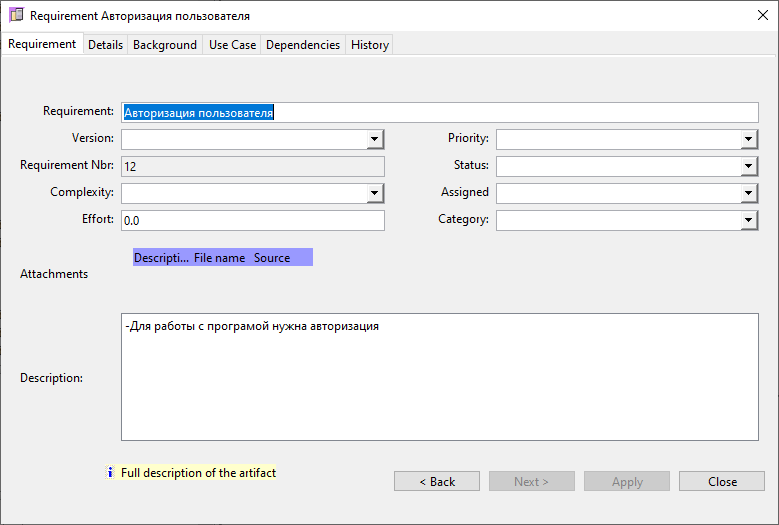 Requirement Авторизация пользователя
Requirement Details Background Use Case Dependencies History
Requirement: Авторизация пользователя
Version: Priority:
Requirement Nbr: 12 Status:
Complexity: Assigned
Effort: 0.0 Category:
Descripti... File name Source
Attachments
-Для работы с програмой нужна авторизация
Description:
i Full description of the artifact
< Back Next > Apply Close